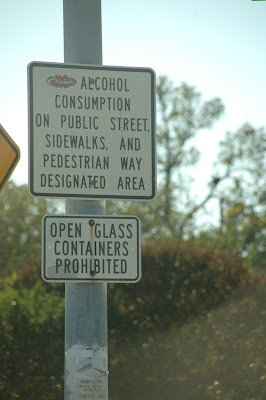 ALCOHOL
CONSUMPTION
ON PUBLIC STREET,
SIDEWALKS, AND
PEDESTRIAN WAY
DESIGNATED AREA
OPEN GLASS
CONTAINERS
PROHIBITED